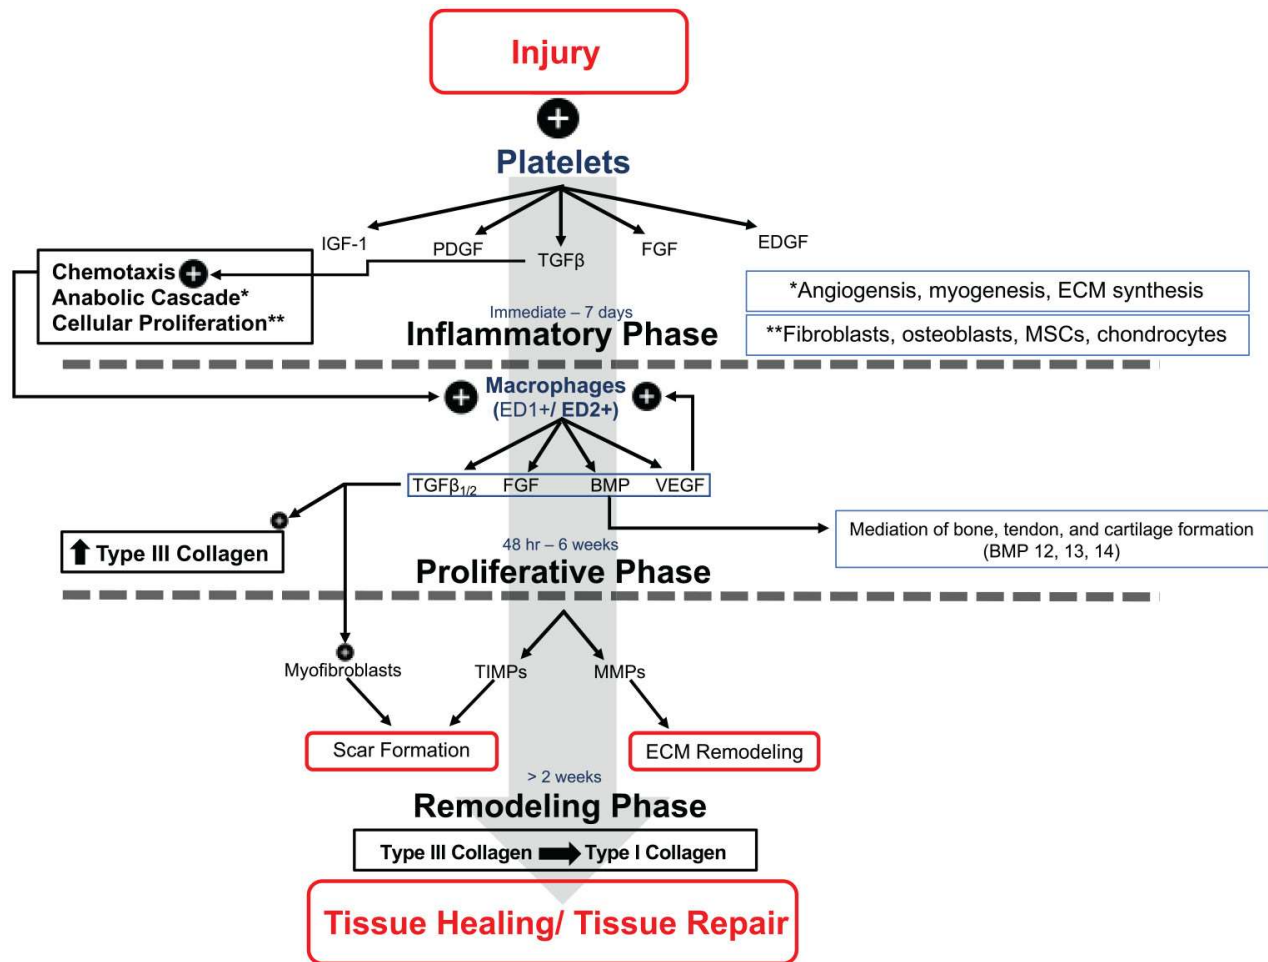 Injury
Platelets
IGF-1
PDGF
TGFβ
FGF
EDGF
Chemotaxis
Anabolic Cascade*
Cellular Proliferation**
*Angiogensis, myogenesis, ECM synthesis
**Fibroblasts, osteoblasts, MSCs, chondrocytes
Immediate – 7 days
Inflammatory Phase
Macrophages
(ED1+/ ED2+)
TGFβ1/2 FGF BMP VEGF
Type III Collagen
Mediation of bone, tendon, and cartilage formation
(BMP 12, 13, 14)
48 hr – 6 weeks
Proliferative Phase
Myofibroblasts
TIMPs
MMPs
Scar Formation
ECM Remodeling
> 2 weeks
Remodeling Phase
Type III Collagen Type I Collagen
Tissue Healing/ Tissue Repair